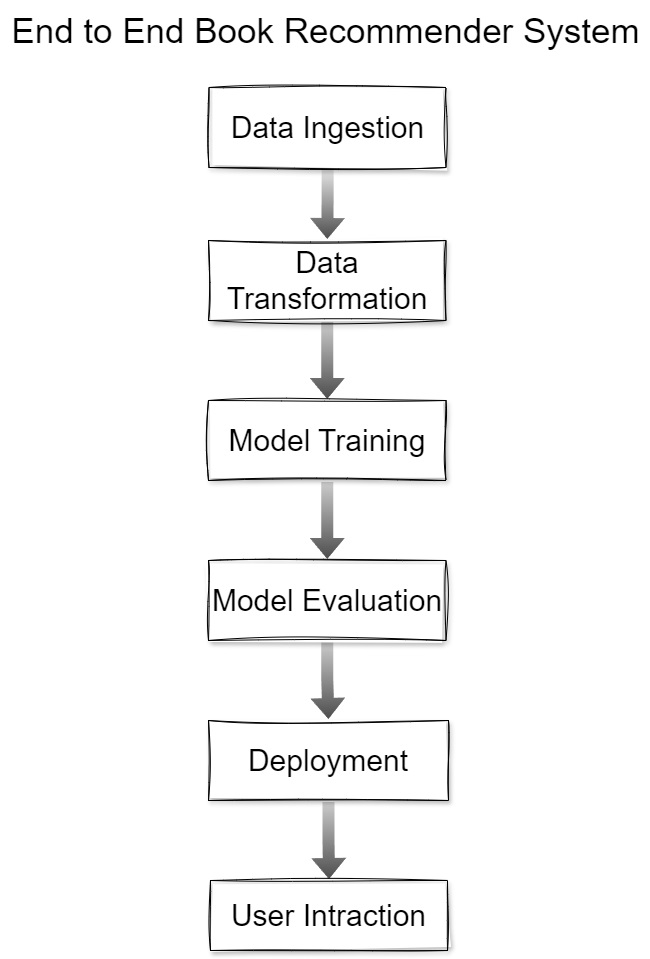 End to End Book Recommender System
Data Ingestion
Data
Transformation
Model Training
Model Evaluation
Deployment
User Intraction